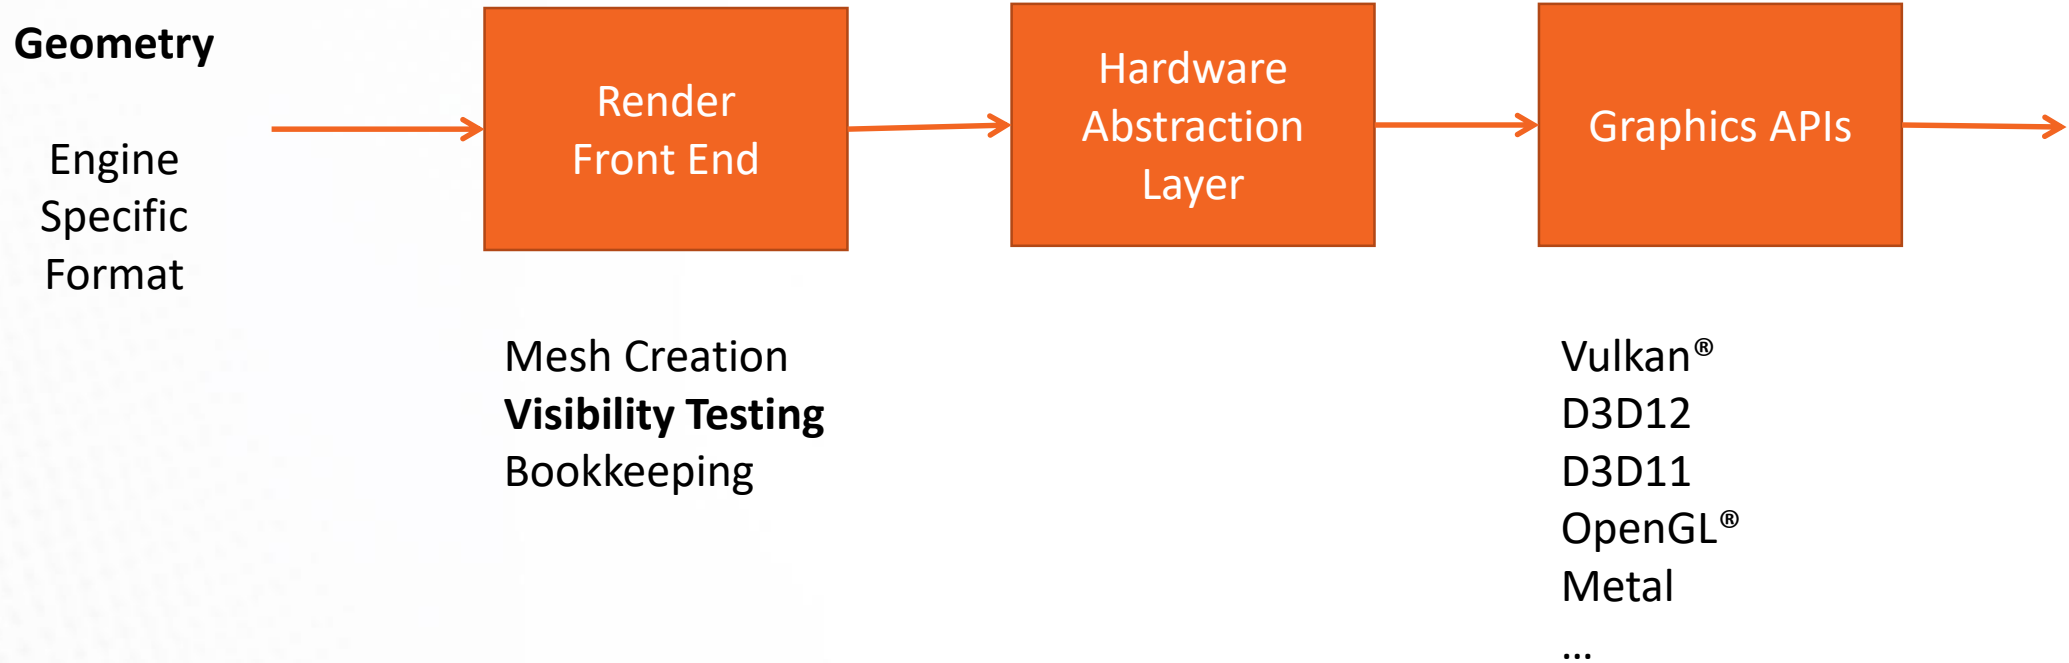 Geometry
Engine
Specific
Format
Render
Front End
Mesh Creation
Visibility Testing
Bookkeeping
Hardware
Abstraction
Layer
Graphics APIs
Vulkan®
D3D12
D3D11
OpenGL®
Metal
...